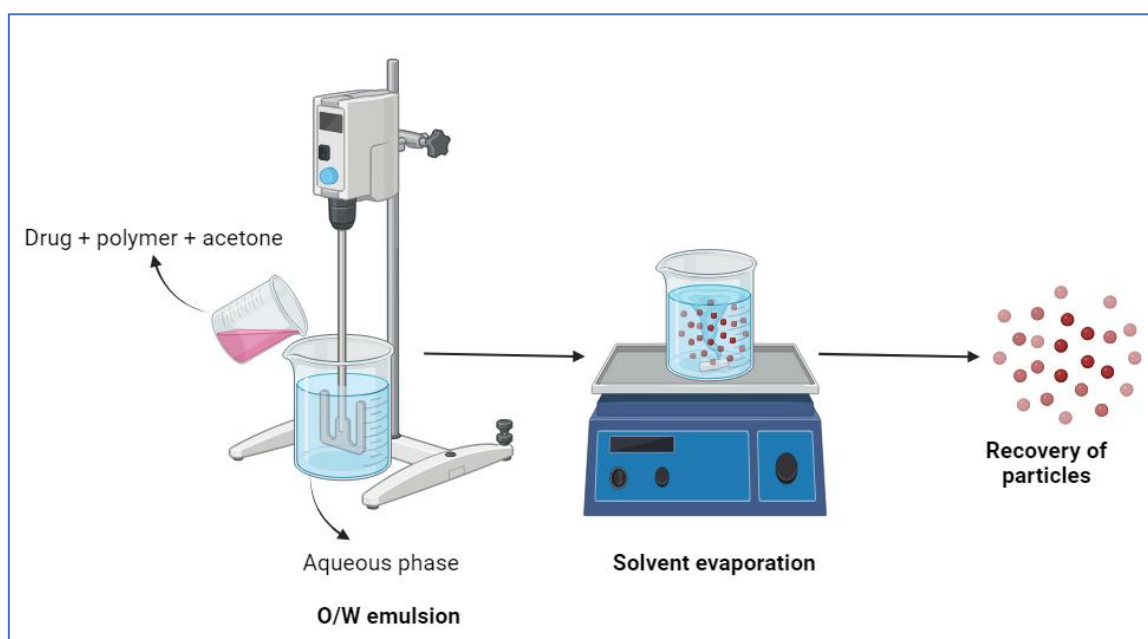 Drug + polymer + acetone
Aqueous phase
O/W emulsion
Solvent evaporation
Recovery of
particles